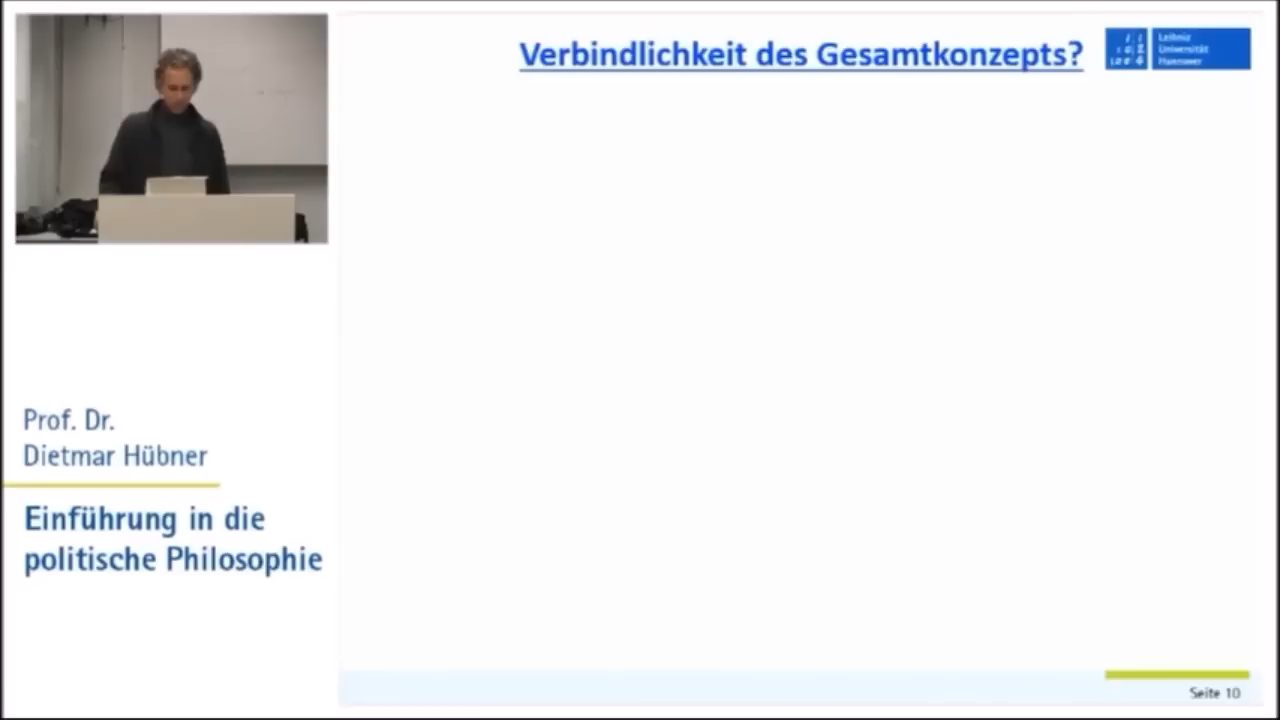 Verbindlichkeit des Gesamtkonzepts?
Leibniz
Universität
Hannover
Prof. Dr.
Dietmar Hübner
Einführung in die
politische Philosophie
Seite 10